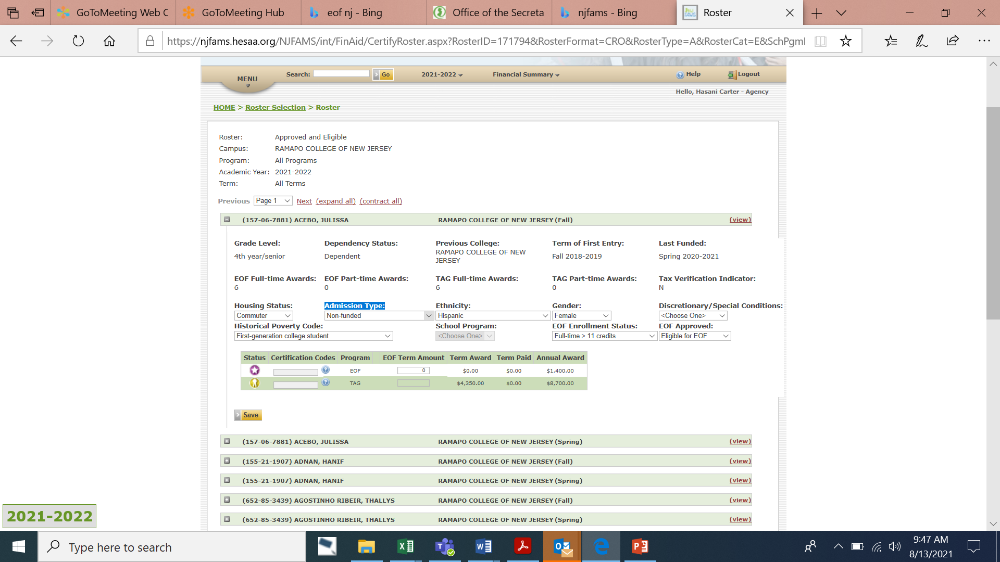 GoToMeeting Web C
GoToMeeting Hub
eof nj - Bing
Office of the Secreta
njfams - Bing
Roster
https://njfams.hesaa.org/NJFAMS/int/FinAid/CertifyRoster.aspx?RosterID=171794&RosterFormat=CRO&RosterType=A&RosterCat=E&SchPgmI
MENU
Search:
Go
2021-2022
Financial Summary
Help
Logout
Hello, Hasani Carter - Agency
HOME > Roster Selection > Roster
Roster: Approved and Eligible
Campus: RAMAPO COLLEGE OF NEW JERSEY
Program: All Programs
Academic Year: 2021-2022
Term: All Terms
Previous Page 1 Next (expand all) (contract all)
(157-06-7881) ACEBO, JULISSA RAMAPO COLLEGE OF NEW JERSEY (Fall) (view)
Grade Level: Dependency Status: Previous College: Term of First Entry: Last Funded:
4th year/senior Dependent RAMAPO COLLEGE OF NEW JERSEY Fall 2018-2019 Spring 2020-2021
EOF Full-time Awards: EOF Part-time Awards: TAG Full-time Awards: TAG Part-time Awards: Tax Verification Indicator:
6 0 6 0 N
Housing Status: Admission Type: Ethnicity: Gender: Discretionary/Special Conditions:
Commuter Non-funded Hispanic Female <Choose One>
Historical Poverty Code: School Program: EOF Enrollment Status: EOF Approved:
First-generation college student <Choose One> Full-time > 11 credits Eligible for EOF
Status Certification Codes Program EOF Term Amount Term Award Term Paid Annual Award
EOF 0 $0.00 $0.00 $1,400.00
TAG $4,350.00 $0.00 $8,700.00
Save
(157-06-7881) ACEBO, JULISSA RAMAPO COLLEGE OF NEW JERSEY (Spring) (view)
(155-21-1907) ADNAN, HANIF RAMAPO COLLEGE OF NEW JERSEY (Fall) (view)
(155-21-1907) ADNAN, HANIF RAMAPO COLLEGE OF NEW JERSEY (Spring) (view)
(652-85-3439) AGOSTINHO RIBEIR, THALLYS RAMAPO COLLEGE OF NEW JERSEY (Fall) (view)
(652-85-3439) AGOSTINHO RIBEIR, THALLYS RAMAPO COLLEGE OF NEW JERSEY (Spring) (view)
2021-2022
Type here to search
9:47 AM
8/13/2021